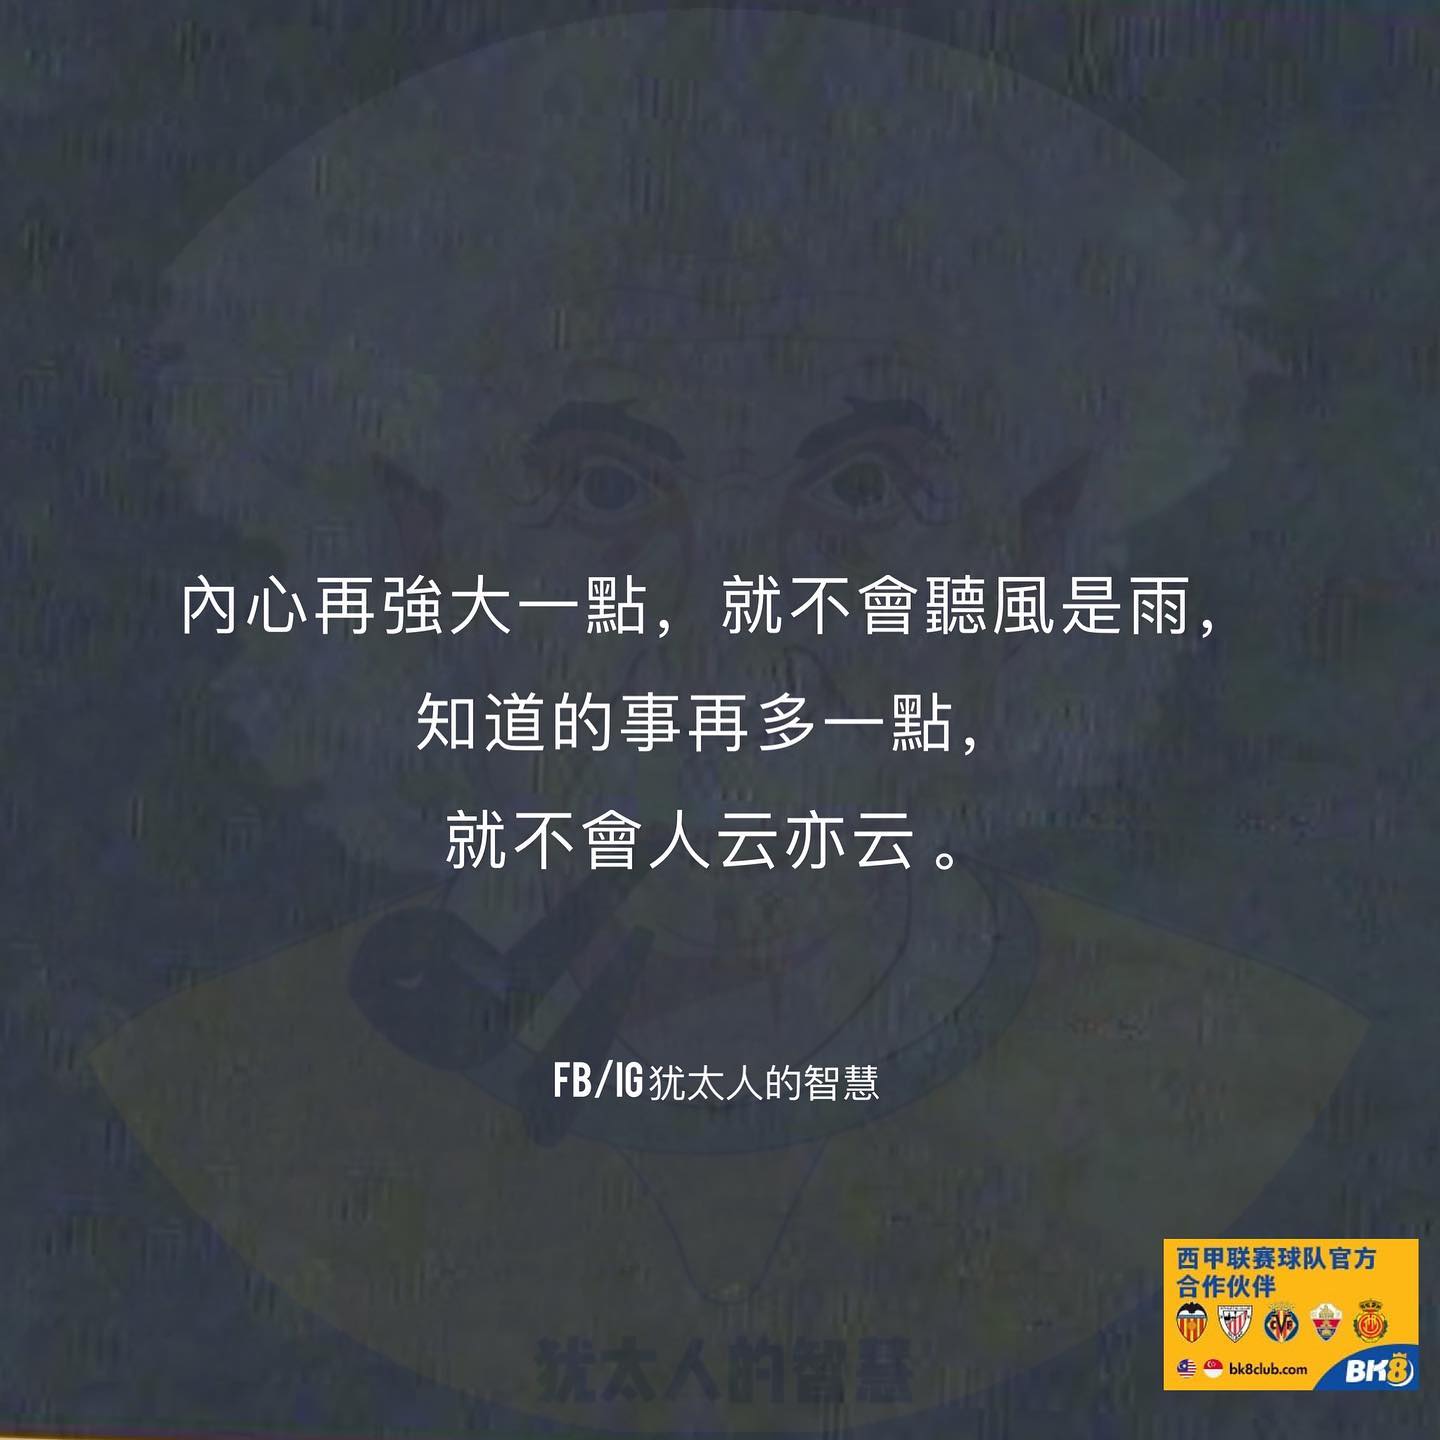 內心再強大一點，就不會聽風是雨，
知道的事再多一點，
就不會人云亦云。
FB/IG犹太人的智慧
犹太人的智慧
西甲联赛球队官方
合作伙伴
CVF
bk8club.com
BK8